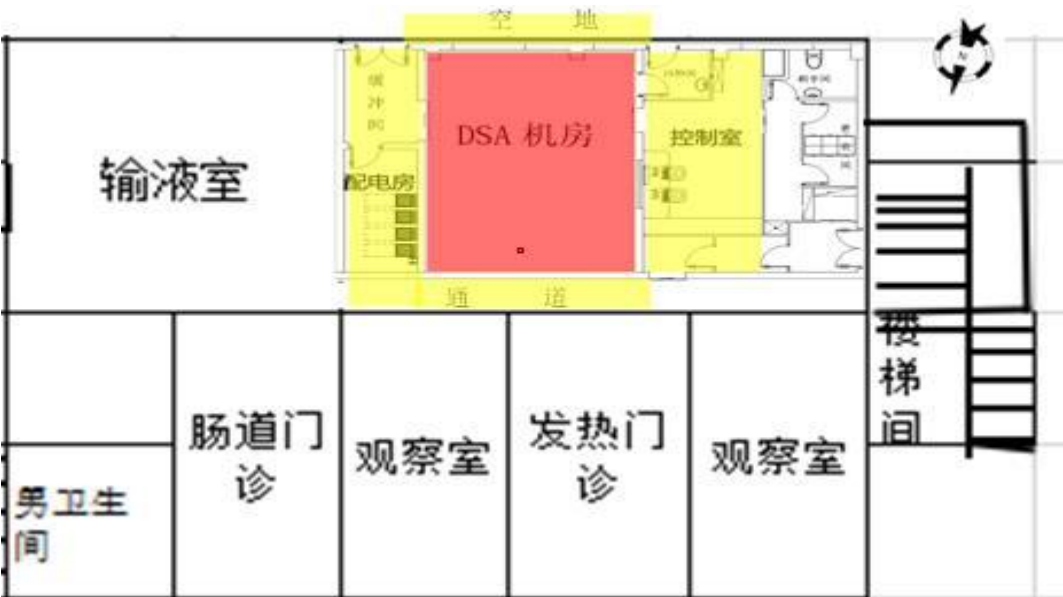 空 地
N
缓
冲
间
DSA 机房
控制室
输液室
配电房
通 道
楼
梯
间
肠道门
诊
观察室
发热门
诊
观察室
男卫生
间